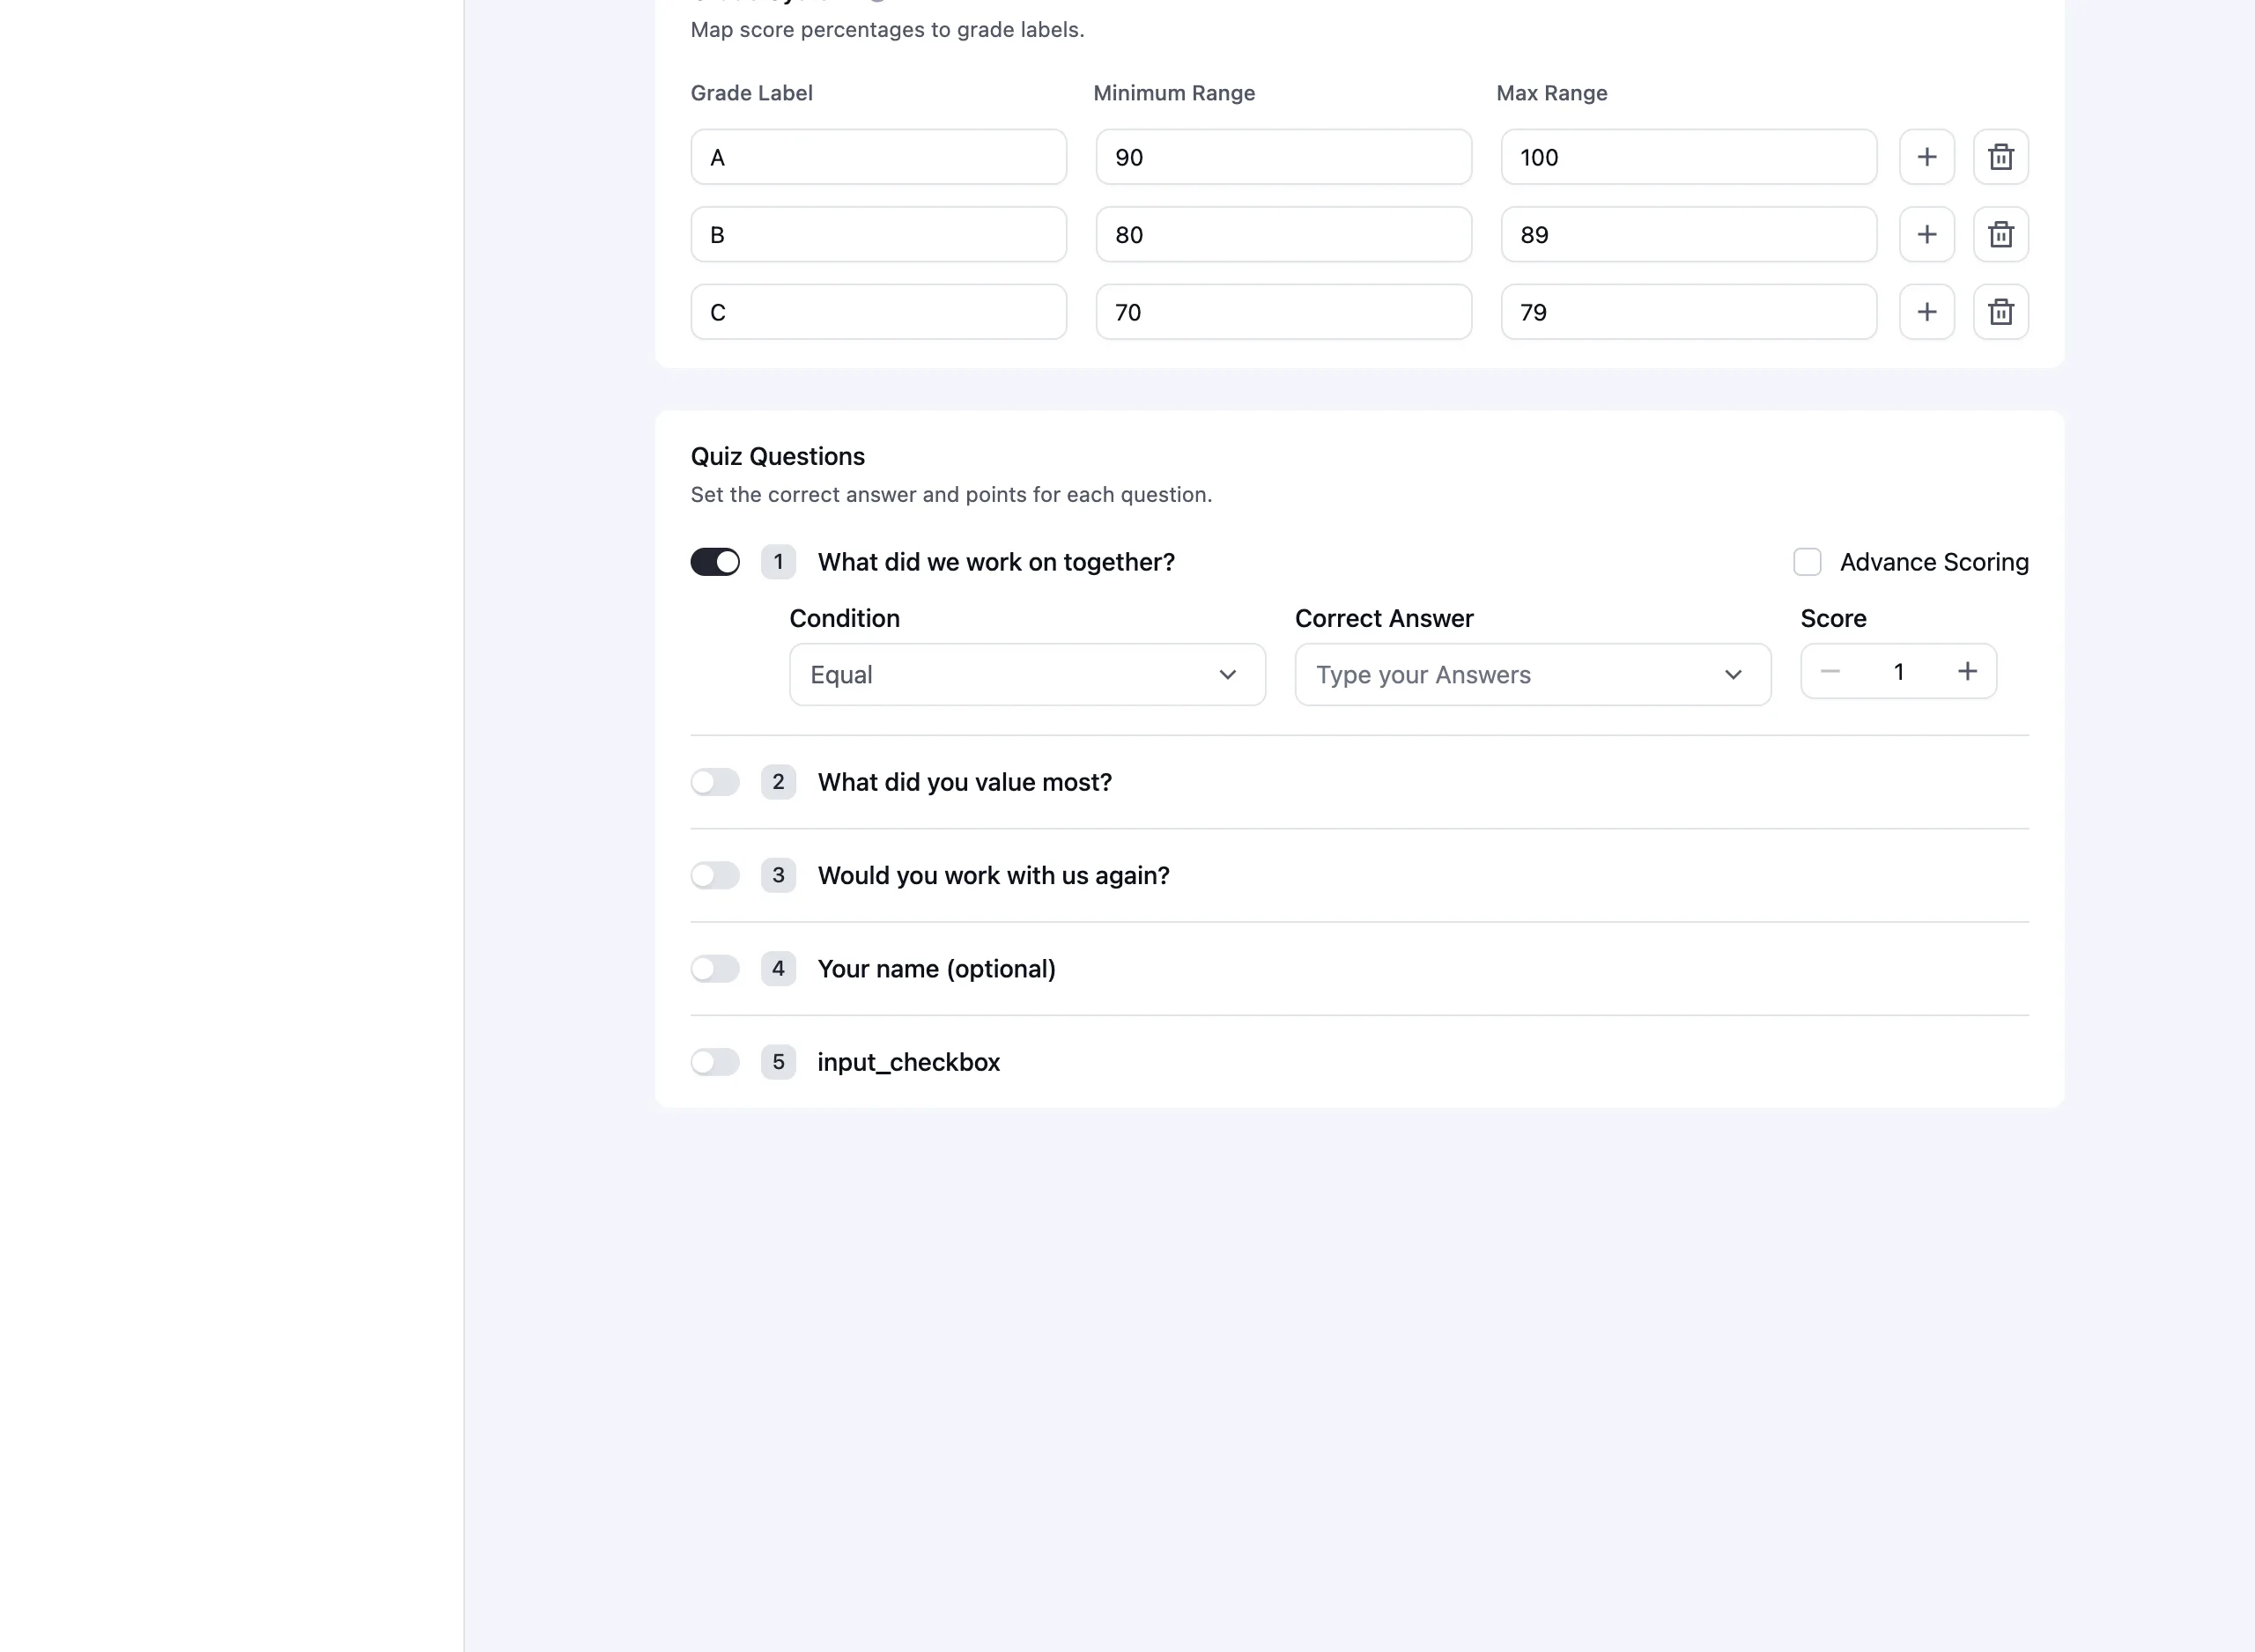 Map score percentages to grade labels.
Grade Label Minimum Range Max Range
A 90 100
B 80 89
C 70 79
Quiz Questions
Set the correct answer and points for each question.
1 What did we work on together? Advance Scoring
Condition Correct Answer Score
Equal Type your Answers 1
2 What did you value most?
3 Would you work with us again?
4 Your name (optional)
5 input_checkbox